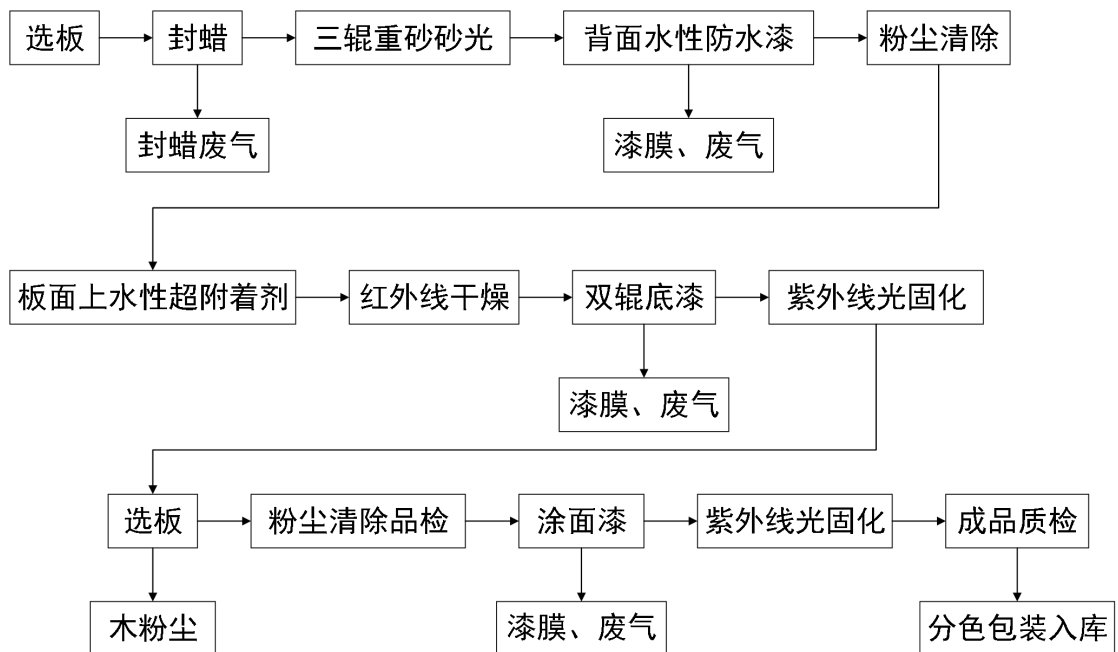 选板
封蜡
三辊重砂砂光
背面水性防水漆
粉尘清除
封蜡废气
漆膜、废气
板面上水性超附着剂
红外线干燥
双辊底漆
紫外线光固化
漆膜、废气
选板
粉尘清除品检
涂面漆
紫外线光固化
成品质检
木粉尘
漆膜、废气
分色包装入库